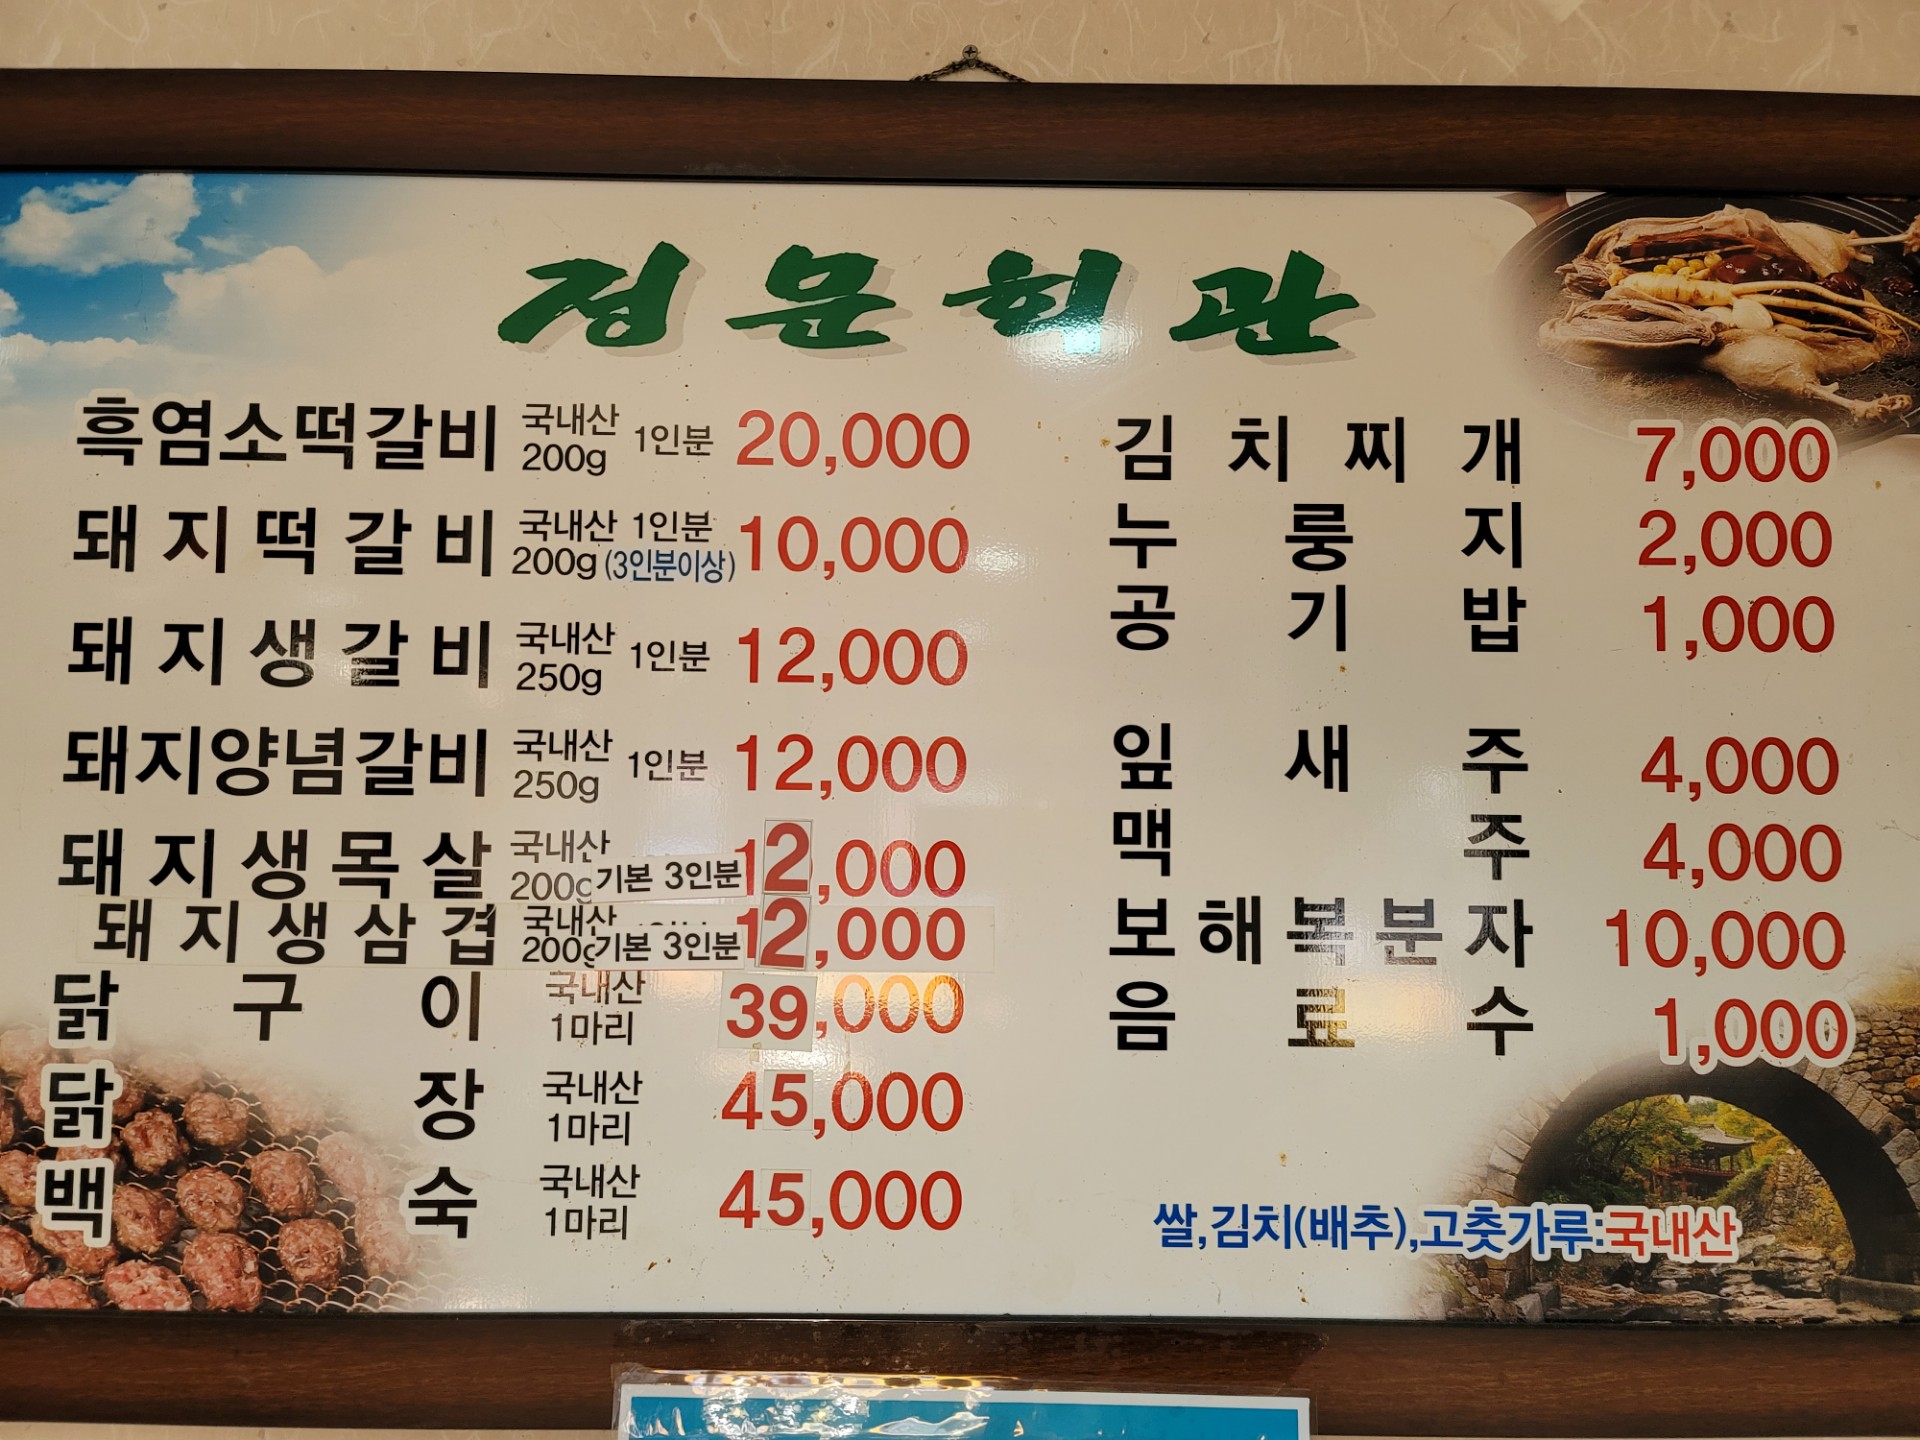 정문회관
흑염소떡갈비 국내산 200g 1인분 20,000
돼지떡갈비 국내산 200g 1인분 (3인분이상) 10,000
돼지생갈비 국내산 250g 1인분 12,000
돼지양념갈비 국내산 250g 1인분 12,000
돼지생목살 국내산 200g 기본 3인분 12,000
돼지생삼겹 국내산 200g 기본 3인분 12,000
닭구이 국내산 1마리 39,000
닭장 국내산 1마리 45,000
백숙 국내산 1마리 45,000
김치찌개 7,000
누룽지 2,000
공기밥 1,000
잎새주 4,000
맥주 4,000
보해복분자 10,000
음료수 1,000
쌀,김치(배추),고춧가루:국내산